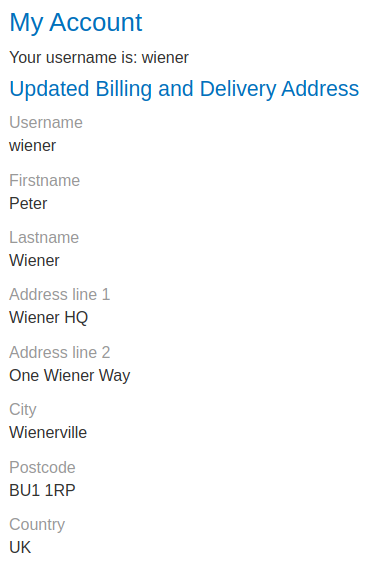 My Account
Your username is: wiener
Updated Billing and Delivery Address
Username
wiener
Firstname
Peter
Lastname
Wiener
Address line 1
Wiener HQ
Address line 2
One Wiener Way
City
Wienerville
Postcode
BU1 1RP
Country
UK